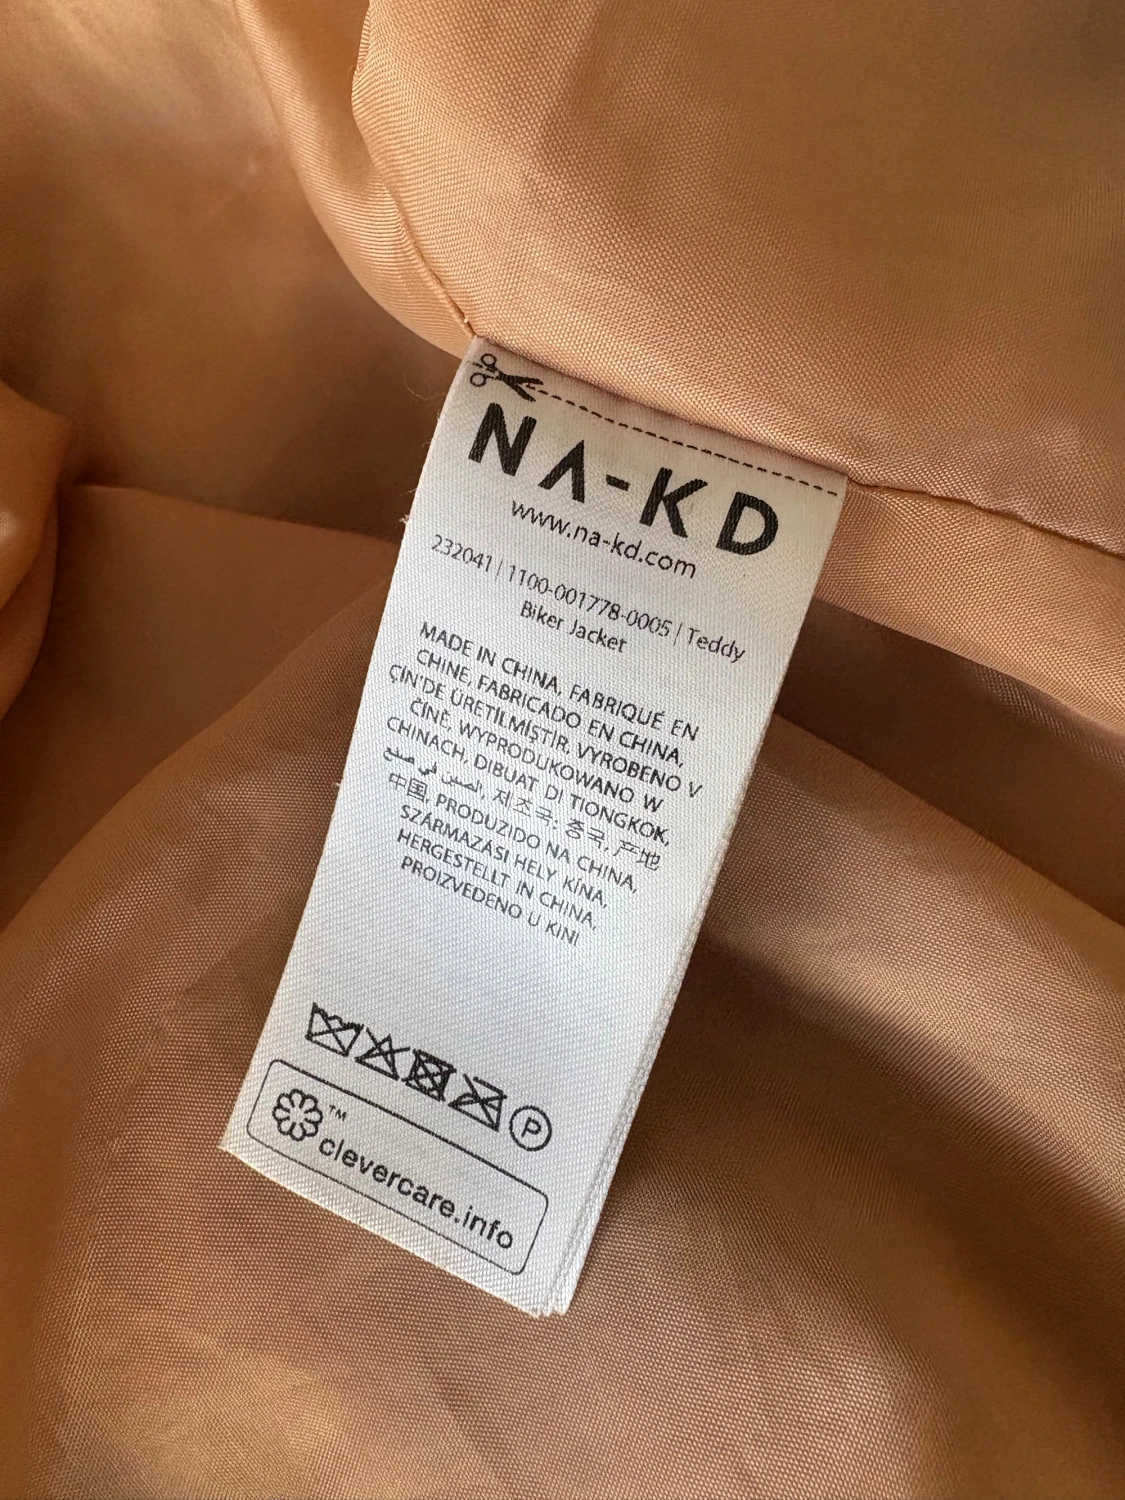 NA-KD
www.na-kd.com
232041 | 1100-001778-0005 | Teddy
Biker Jacket
MADE IN CHINA, FABRIQUÉ EN
CHINE, FABRICADO EN CHINA,
ÇİN'DE ÜRETİLMİŞTİR, VYROBENO V
ČÍNĚ, WYPRODUKOWANO W
CHINACH, DIBUAT DI TIONGKOK,
صنع في الصين, 제조국: 중국, 产地
中国, PRODUZIDO NA CHINA,
SZÁRMAZÁSI HELY KÍNA,
HERGESTELLT IN CHINA,
PROIZVEDENO U KINI
P
™
clevercare.info